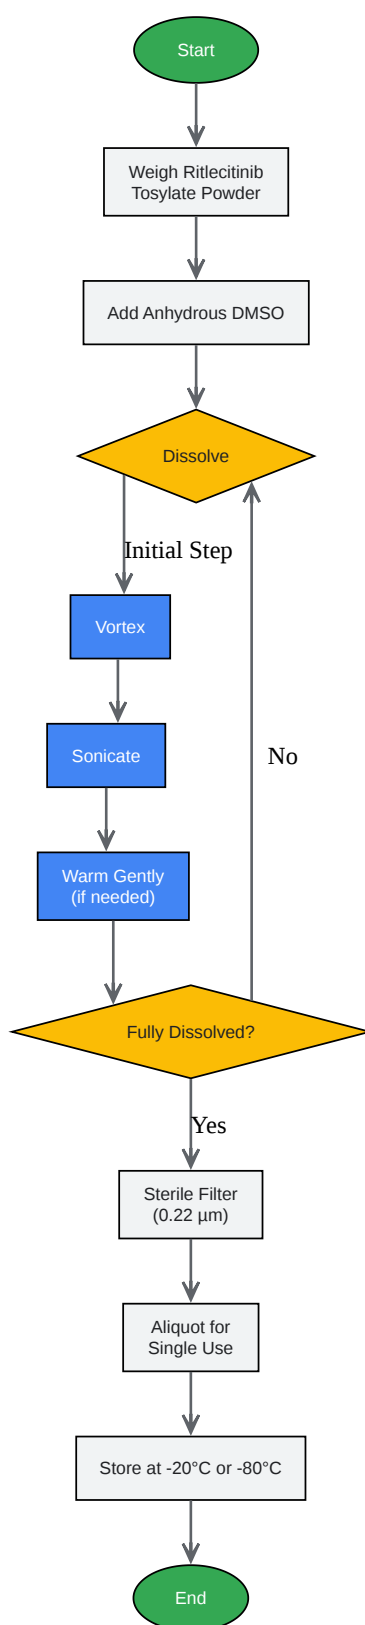 Start
Weigh Ritlecitinib
Tosylate Powder
Add Anhydrous DMSO
Dissolve
Initial Step
Vortex
Sonicate
No
Warm Gently
(if needed)
Fully Dissolved?
Yes
Sterile Filter
(0.22 µm)
Aliquot for
Single Use
Store at -20°C or -80°C
End